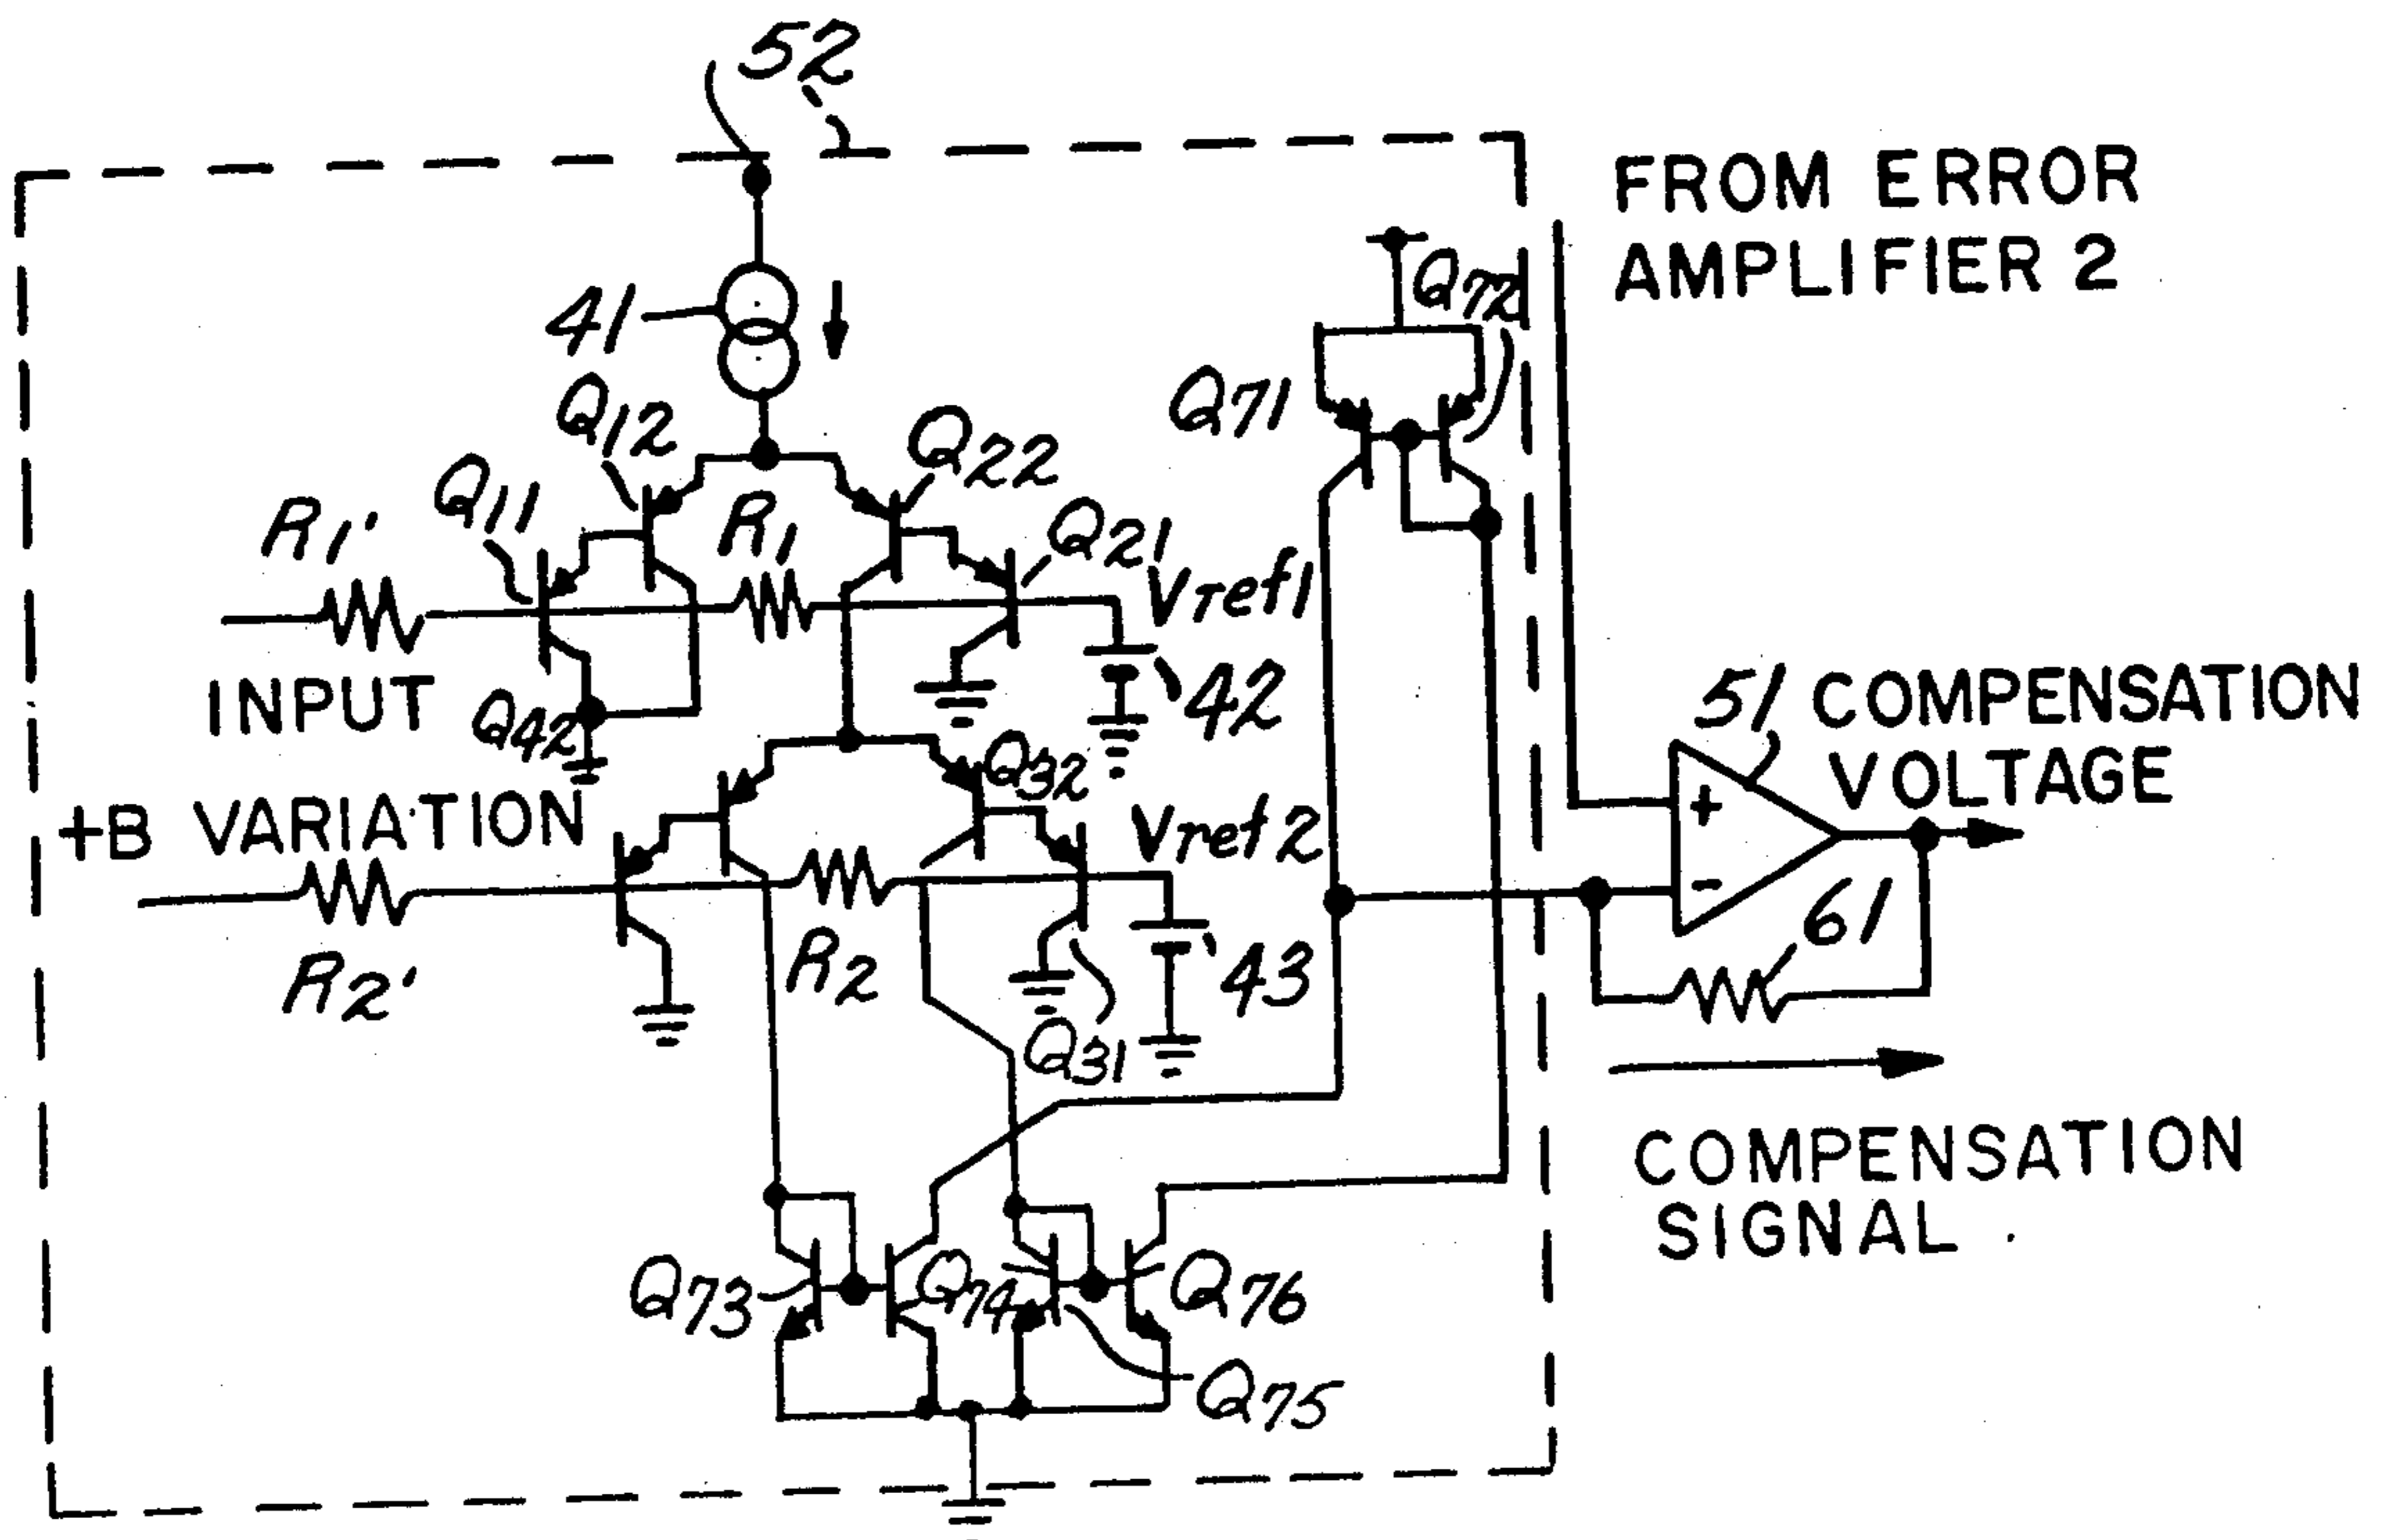 52
FROM ERROR
AMPLIFIER 2
41
Q72
Q71
Q12
Q22
Q11
R1'
R1
Q21
Vref1
INPUT
Q42
42
51
COMPENSATION
VOLTAGE
Q32
+B VARIATION
Vref2
61
R2'
R2
43
Q31
COMPENSATION
SIGNAL
Q73
Q74
Q76
Q75
+
-